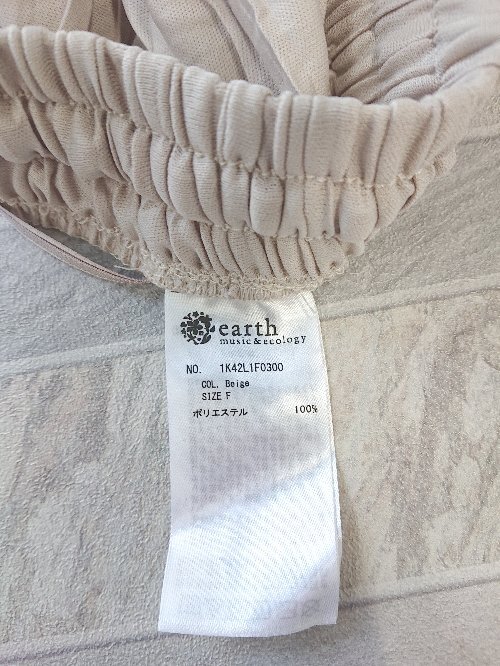 earth
music&ecology
NO. 1K42L1F0300
COL. Beige
SIZE F
ポリエステル 100%